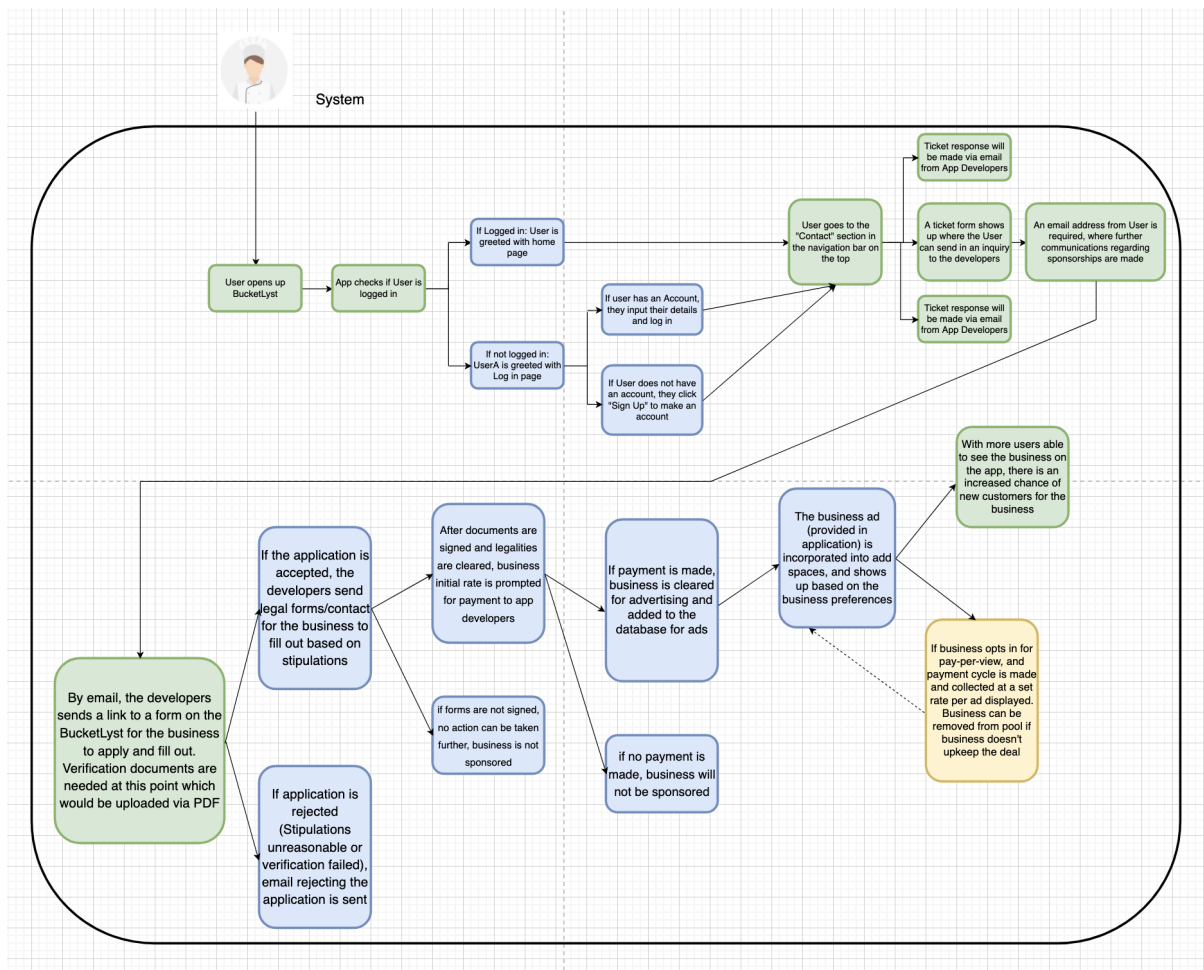 System
Ticket response will
be made via email
from App Developers
If Logged in: User is
greeted with home
page
User goes to the
"Contact" section in
the navigation bar on
the top
A ticket form shows
up where the User
can send in an inquiry
to the developers
An email address from User is
required, where further
communications regarding
sponsorships are made
User opens up
BucketLyst
App checks if User is
logged in
If user has an Account,
they input their details
and log in
Ticket response will
be made via email
from App Developers
If not logged in:
UserA is greeted with
Log in page
If User does not have
an account, they click
"Sign Up" to make an
account
With more users able
to see the business on
the app, there is an
increased chance of
new customers for the
business
The business ad
(provided in
application) is
incorporated into add
spaces, and shows
up based on the
business preferences
After documents are
signed and legalities
are cleared, business
initial rate is prompted
for payment to app
developers
If the application is
accepted, the
developers send
legal forms/contact
for the business to
fill out based on
stipulations
If payment is made,
business is cleared
for advertising and
added to the
database for ads
If business opts in for
pay-per-view, and
payment cycle is made
and collected at a set
rate per ad displayed.
Business can be
removed from pool if
business doesn't
upkeep the deal
By email, the developers
sends a link to a form on the
BucketLyst for the business
to apply and fill out.
Verification documents are
needed at this point which
would be uploaded via PDF
if forms are not signed,
no action can be taken
further, business is not
sponsored
if no payment is
made, business will
not be sponsored
If application is
rejected
(Stipulations
unreasonable or
verification failed),
email rejecting the
application is sent